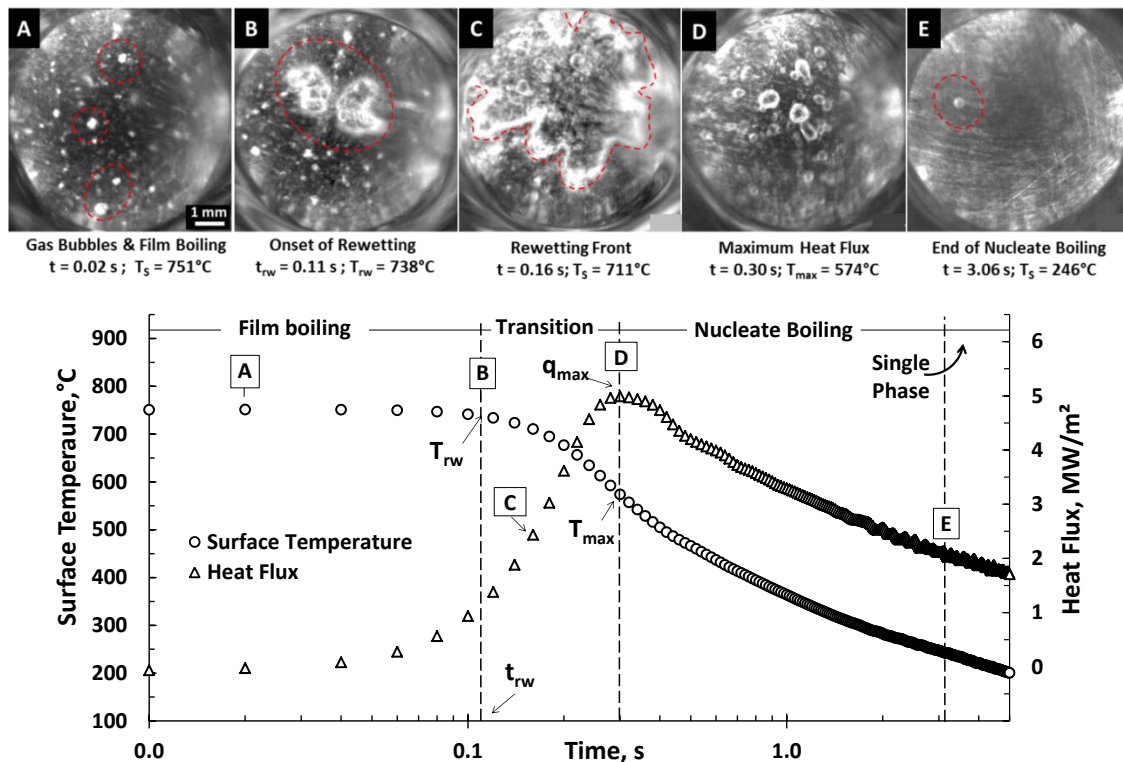 A
B
C
D
E
1 mm
Gas Bubbles & Film Boiling
t = 0.02 s ; T_S = 751°C
Onset of Rewetting
t_rw = 0.11 s ; T_rw = 738°C
Rewetting Front
t = 0.16 s; T_S = 711°C
Maximum Heat Flux
t = 0.30 s; T_max = 574°C
End of Nucleate Boiling
t = 3.06 s; T_S = 246°C
Film boiling
Transition
Nucleate Boiling
900
800
700
600
500
400
300
200
100
Surface Temperaure,°C
6
5
4
3
2
1
0
Heat Flux, MW/m²
A
B
C
D
E
q_max
Single
Phase
T_rw
T_max
t_rw
Surface Temperature
Heat Flux
0.0
0.1
1.0
Time, s